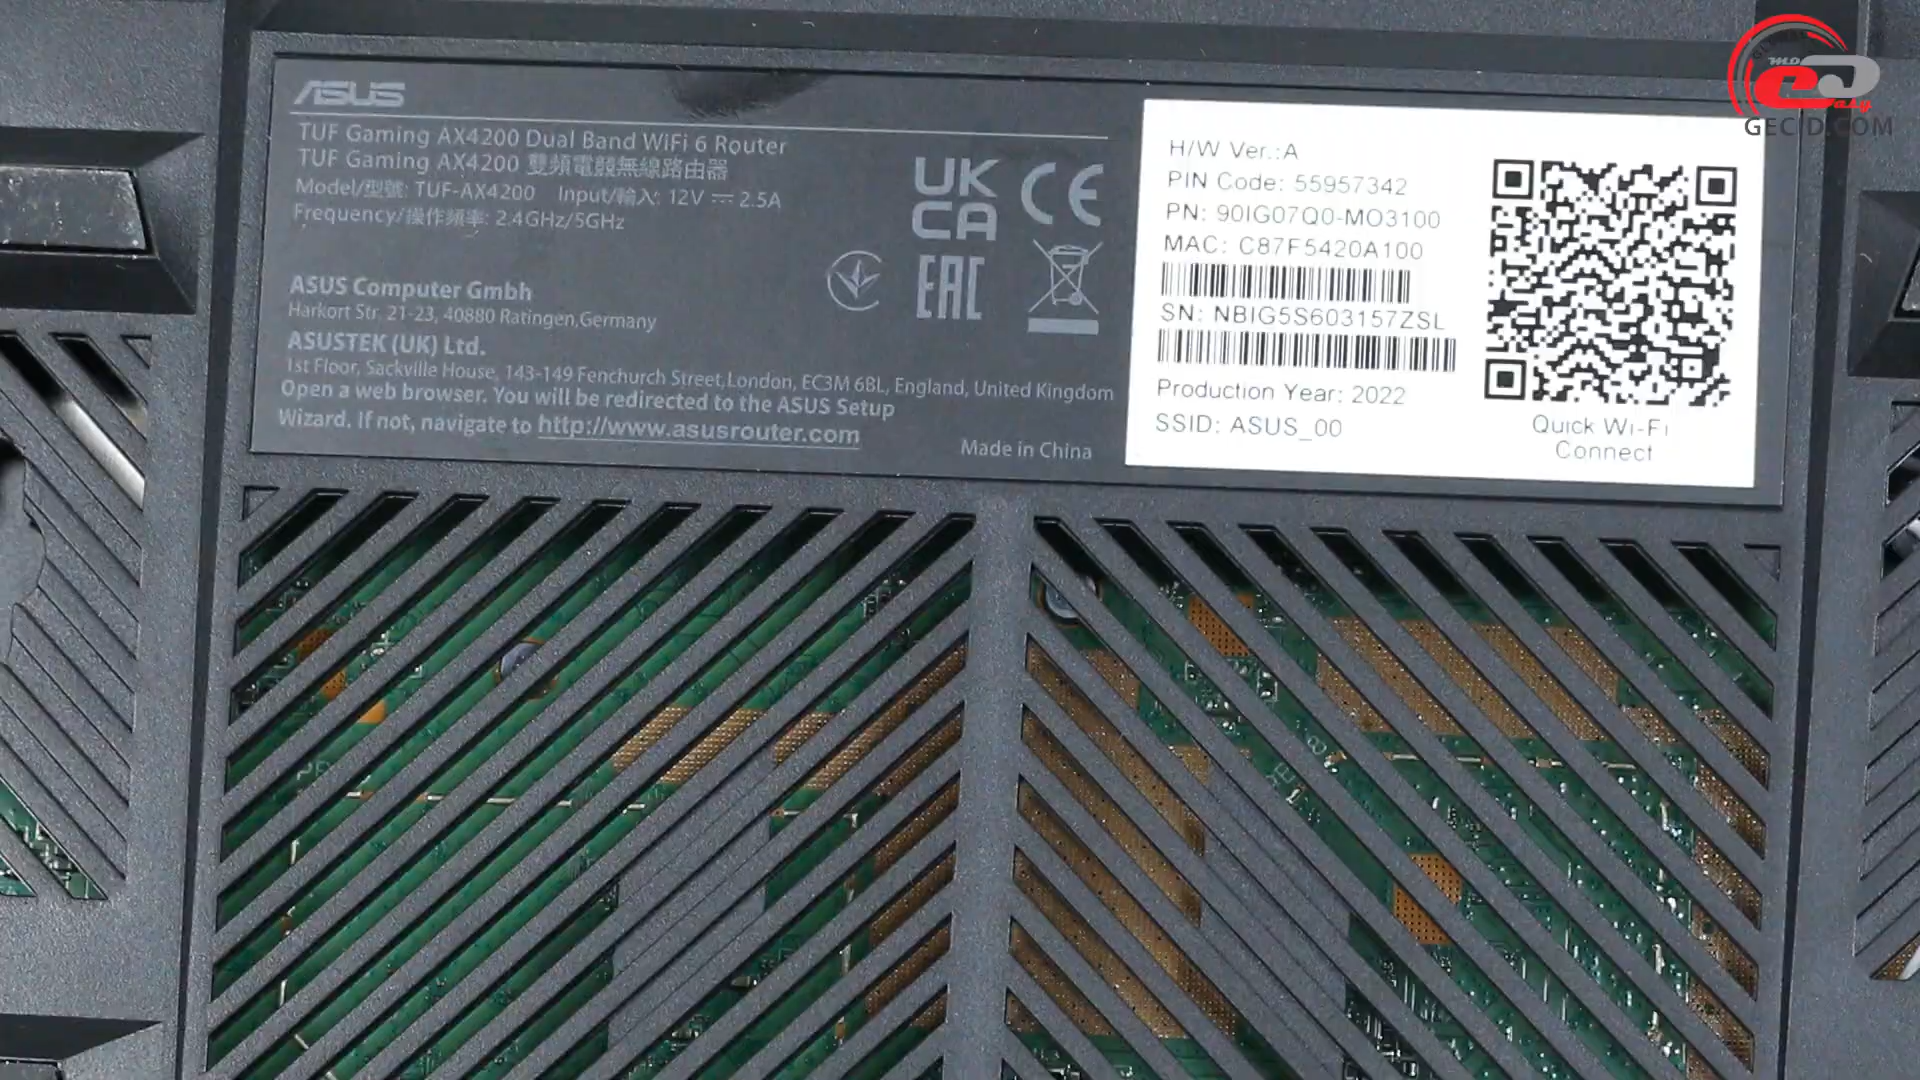 ASUS
TUF Gaming AX4200 Dual Band WiFi 6 Router
TUF Gaming AX4200 雙頻電競無線路由器
Model/型號: TUF-AX4200 Input/輸入: 12V ⎓ 2.5A
Frequency/操作頻率: 2.4GHz/5GHz
UK
CA
CE
EAC
ASUS Computer Gmbh
Harkort Str. 21-23, 40880 Ratingen,Germany
ASUSTEK (UK) Ltd.
1st Floor, Sackville House, 143-149 Fenchurch Street,London, EC3M 6BL, England, United Kingdom
Open a web browser. You will be redirected to the ASUS Setup
Wizard. If not, navigate to http://www.asusrouter.com
Made in China
H/W Ver.:A
PIN Code: 55957342
PN: 90IG07Q0-MO3100
MAC: C87F5420A100
SN: NBIG5S603157ZSL
Production Year: 2022
SSID: ASUS_00
Quick Wi-Fi
Connect
GECID.COM